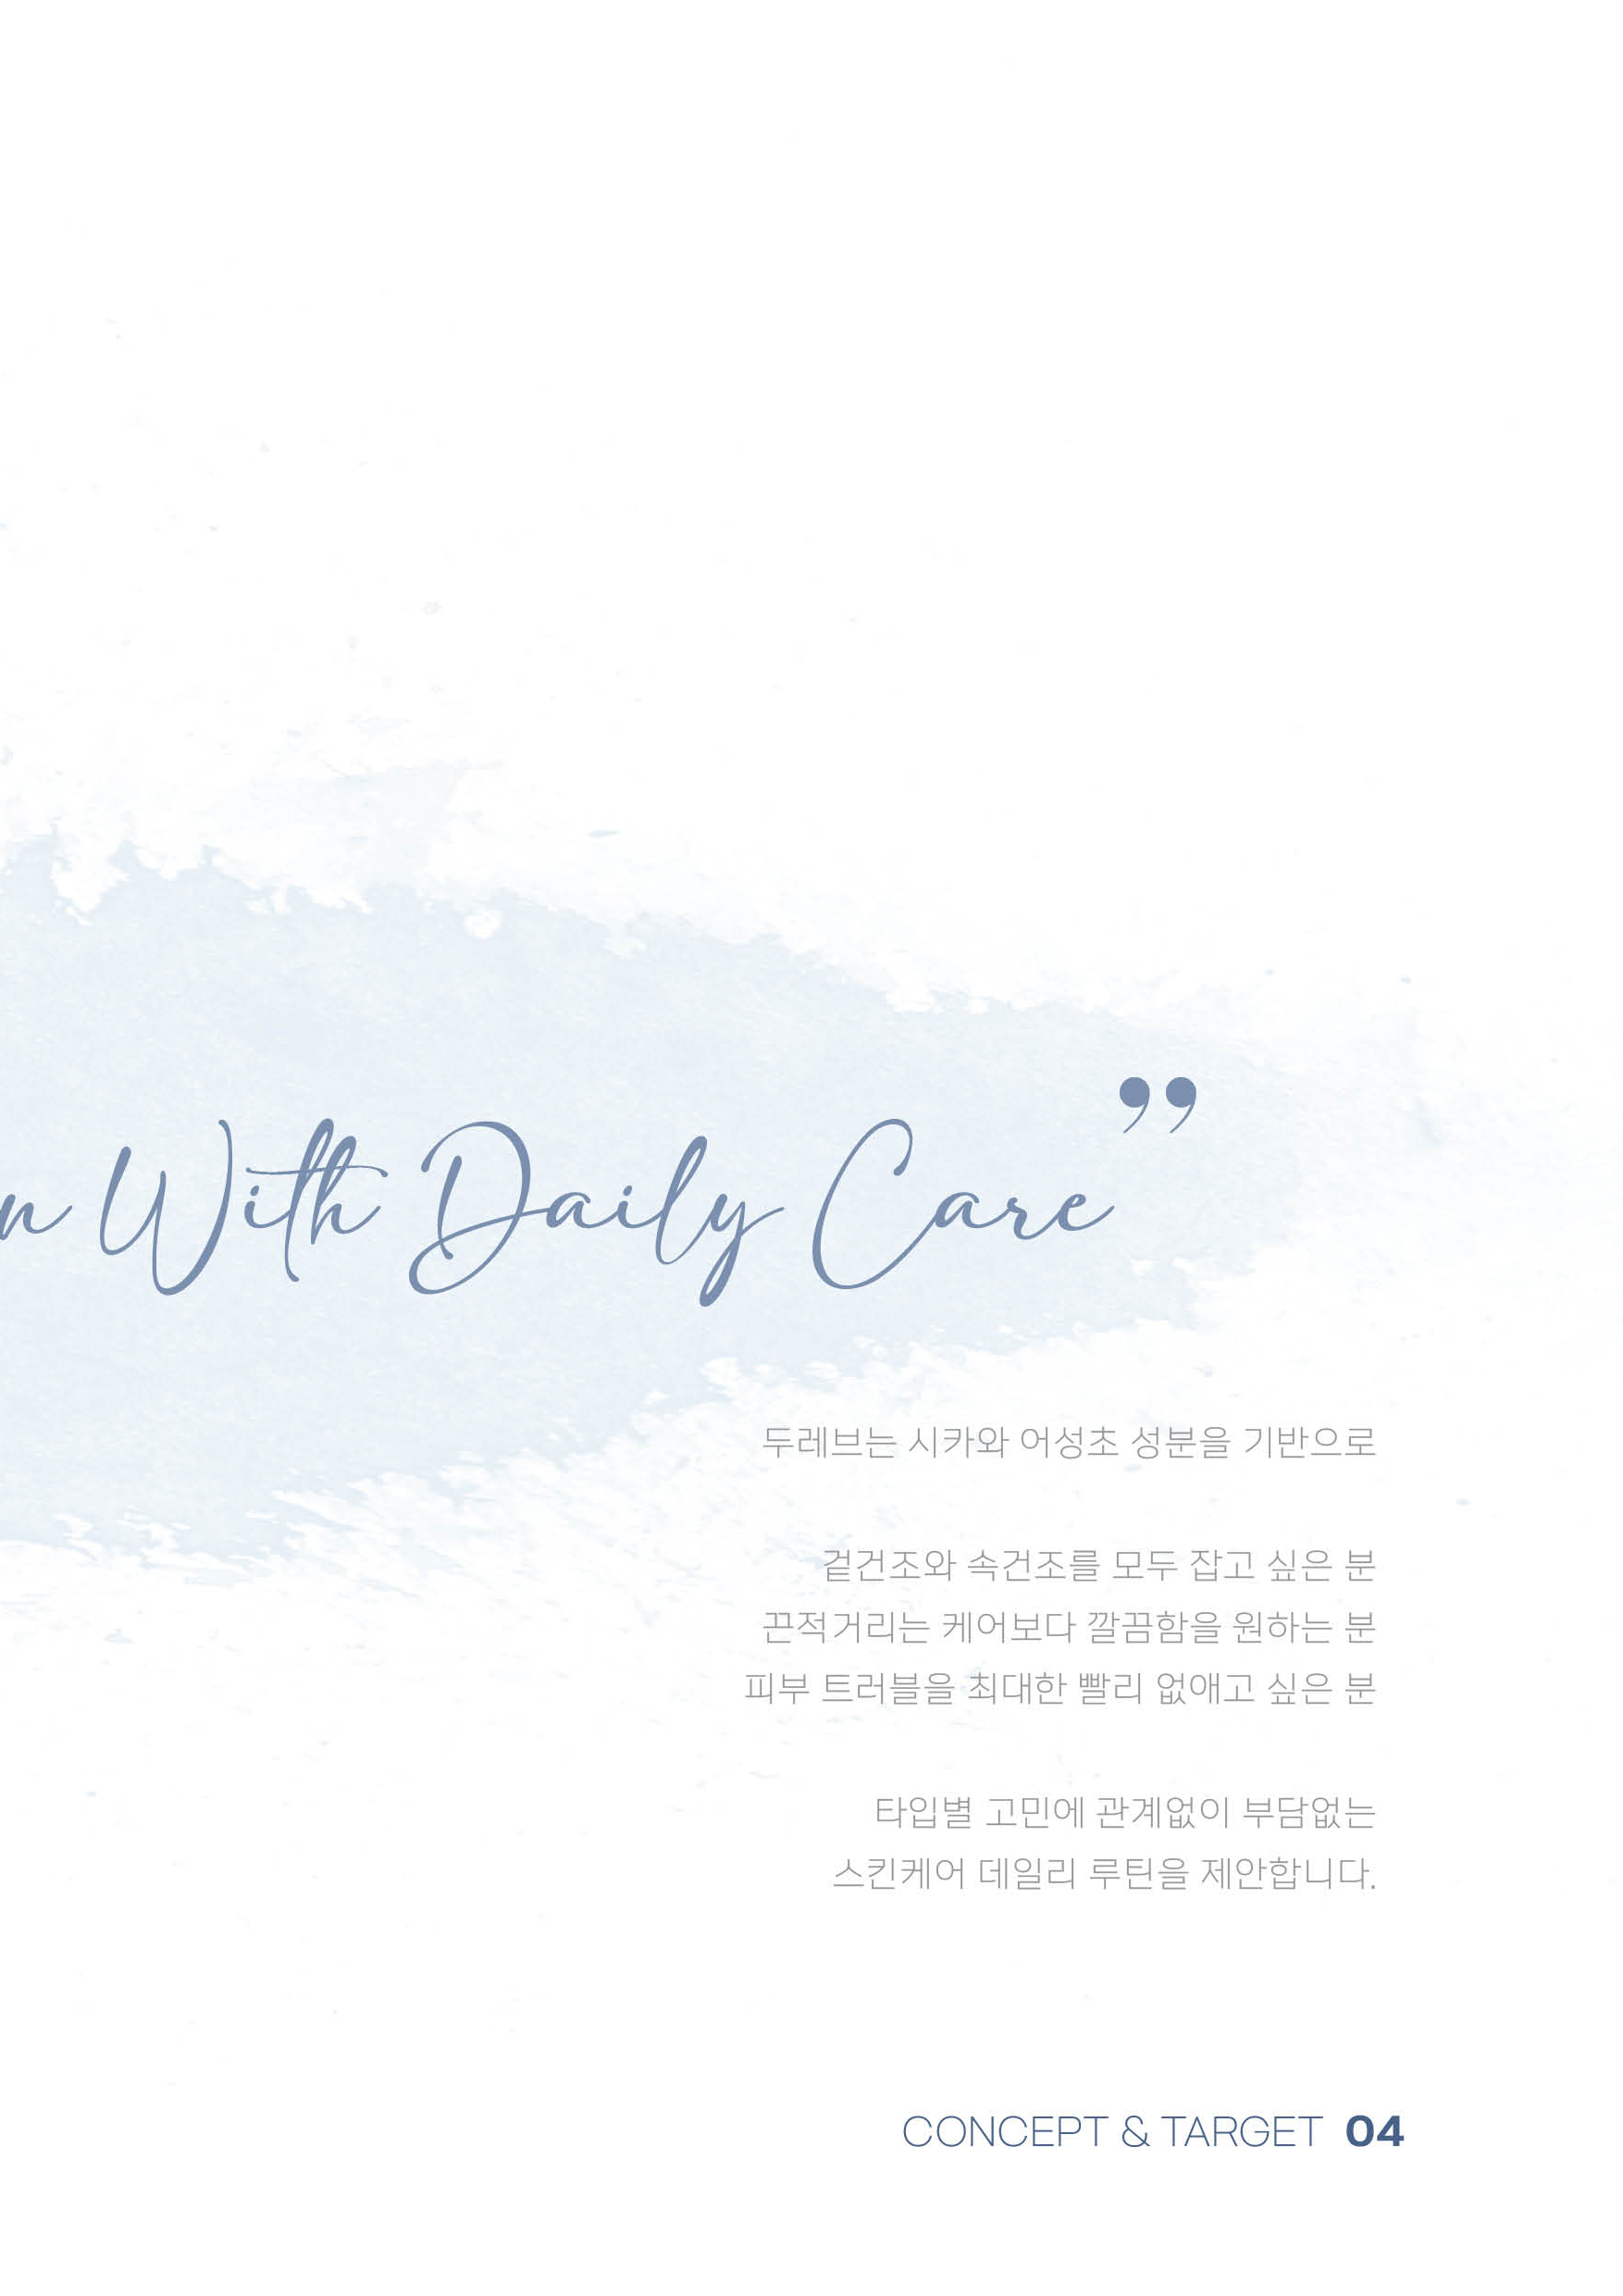 n With Daily Care”
두레브는 시카와 어성초 성분을 기반으로
겉건조와 속건조를 모두 잡고 싶은 분
끈적거리는 케어보다 깔끔함을 원하는 분
피부 트러블을 최대한 빨리 없애고 싶은 분
타입별 고민에 관계없이 부담없는
스킨케어 데일리 루틴을 제안합니다.
CONCEPT & TARGET 04